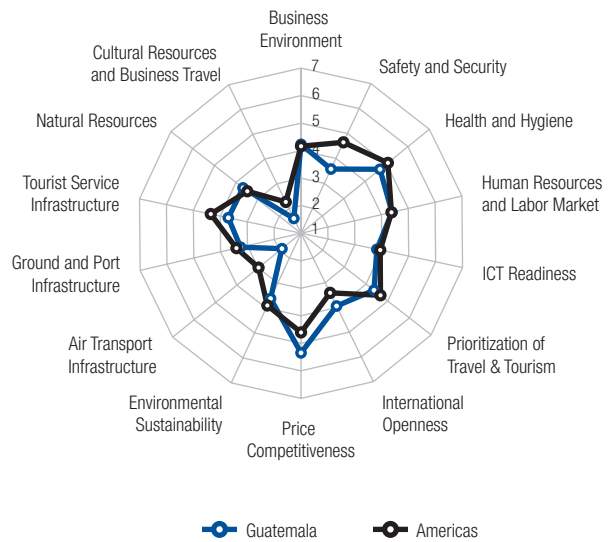 Business
Environment
Safety and Security
Health and Hygiene
Human Resources
and Labor Market
ICT Readiness
Prioritization of
Travel & Tourism
International
Openness
Price
Competitiveness
Environmental
Sustainability
Air Transport
Infrastructure
Ground and Port
Infrastructure
Tourist Service
Infrastructure
Natural Resources
Cultural Resources
and Business Travel
7
6
5
4
3
2
1
Guatemala
Americas